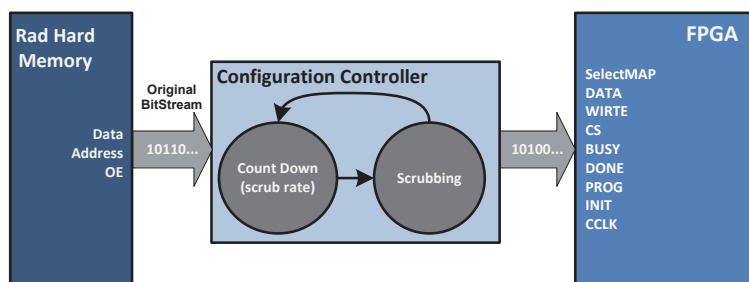 Rad Hard
Memory
Data
Address
OE
Original
BitStream
10110...
Configuration Controller
Count Down
(scrub rate)
Scrubbing
10100...
FPGA
SelectMAP
DATA
WIRTE
CS
BUSY
DONE
PROG
INIT
CCLK